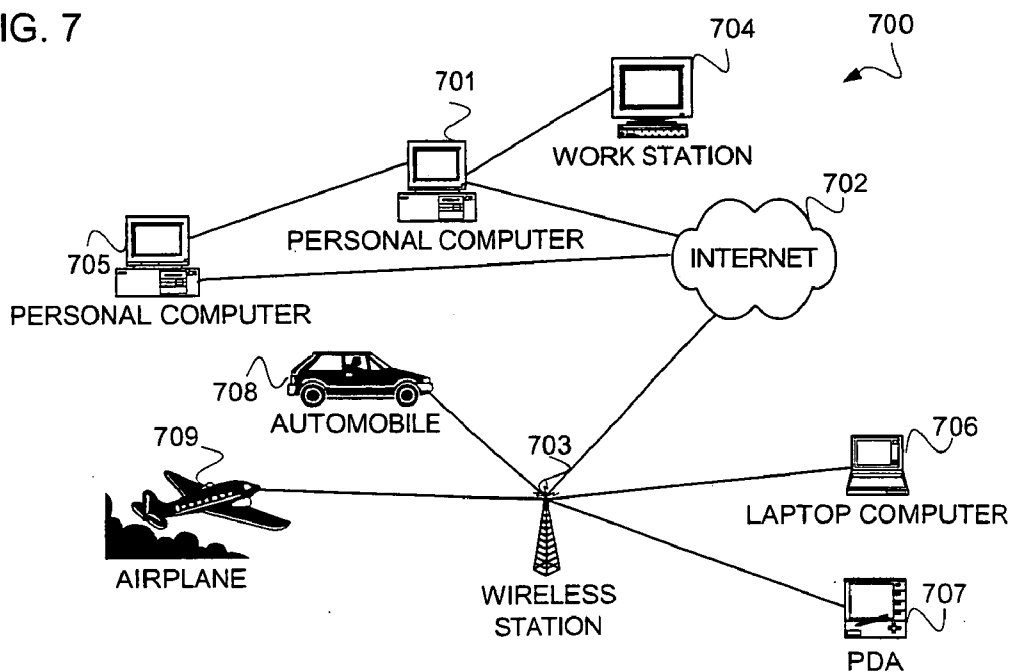 IG. 7
700
704
701
WORK STATION
702
PERSONAL COMPUTER
INTERNET
705
PERSONAL COMPUTER
708
AUTOMOBILE
709
703
706
LAPTOP COMPUTER
AIRPLANE
WIRELESS
STATION
707
PDA